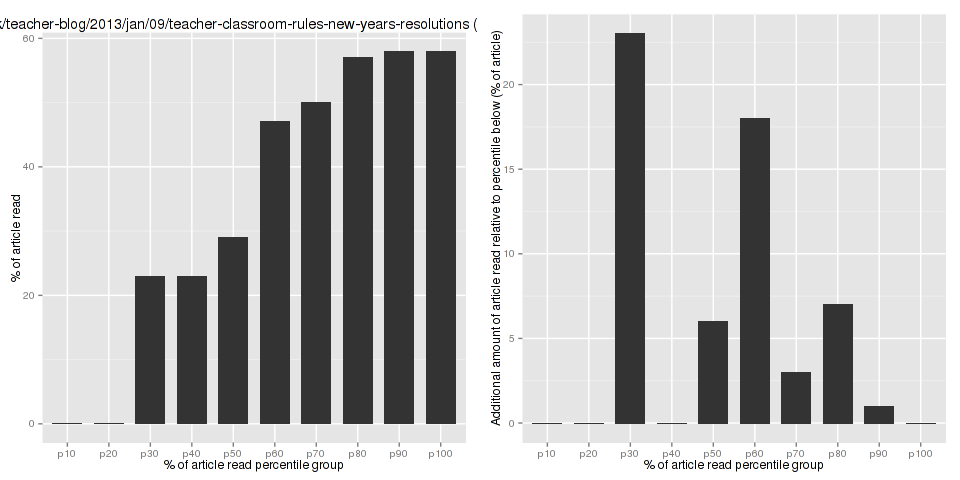 /teacher-blog/2013/jan/09/teacher-classroom-rules-new-years-resolutions (
60
40
20
0
% of article read
p10 p20 p30 p40 p50 p60 p70 p80 p90 p100
% of article read percentile group
20
15
10
5
0
Additional amount of article read relative to percentile below (% of article)
p10 p20 p30 p40 p50 p60 p70 p80 p90 p100
% of article read percentile group